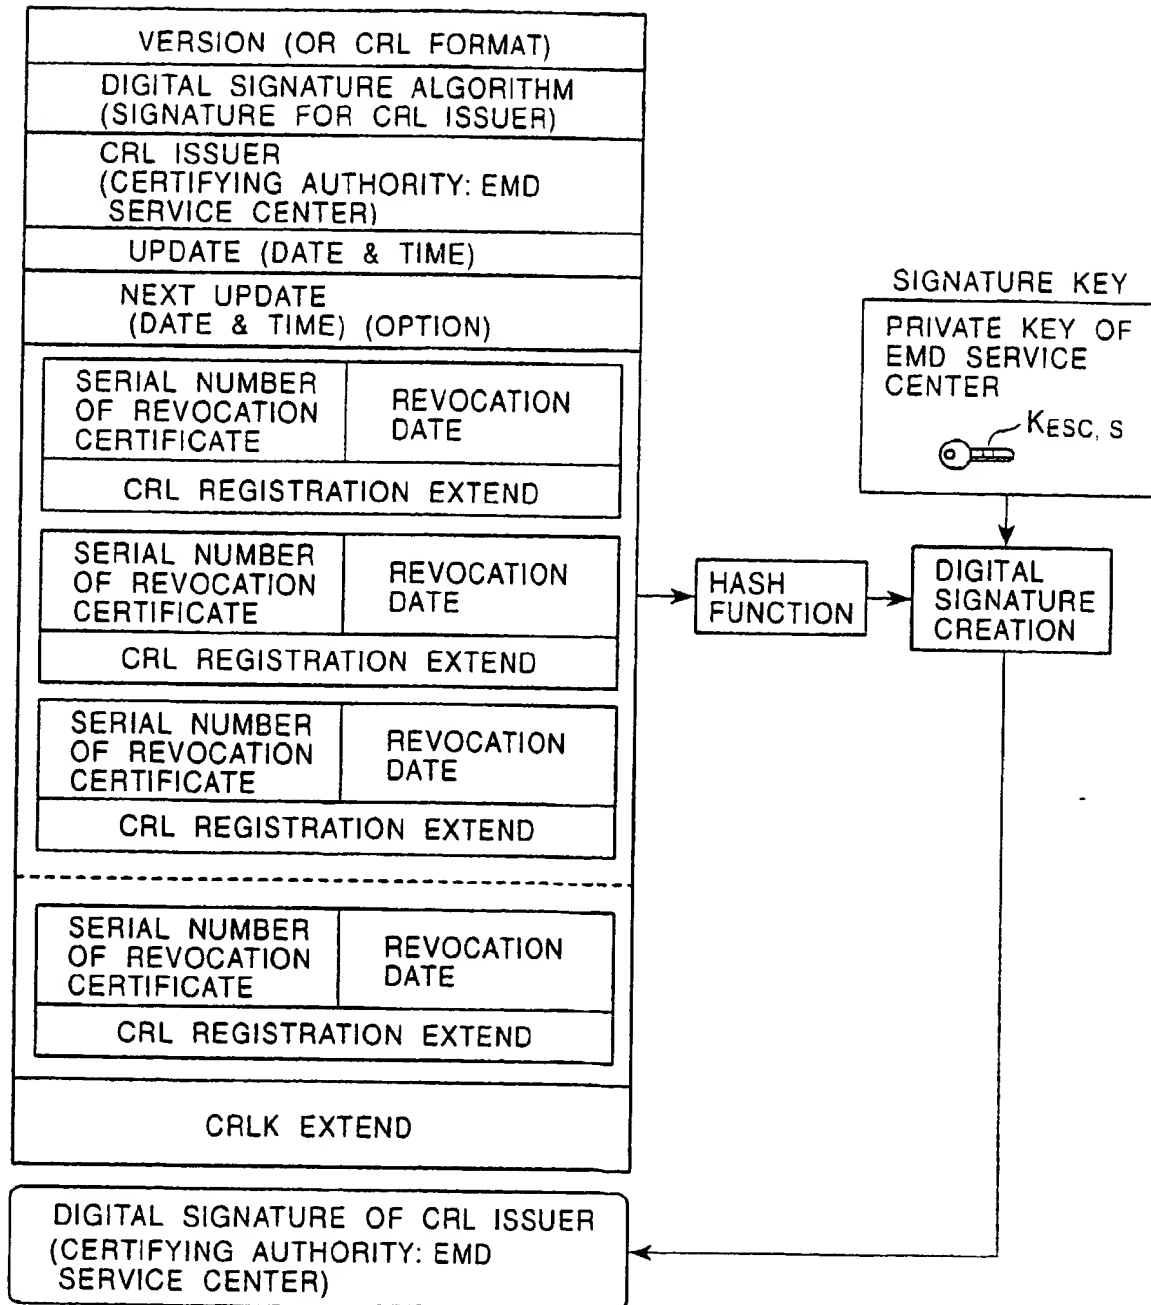 VERSION (OR CRL FORMAT)
DIGITAL SIGNATURE ALGORITHM
(SIGNATURE FOR CRL ISSUER)
CRL ISSUER
(CERTIFYING AUTHORITY: EMD
SERVICE CENTER)
UPDATE (DATE & TIME)
NEXT UPDATE
(DATE & TIME) (OPTION)
SERIAL NUMBER
OF REVOCATION
CERTIFICATE
REVOCATION
DATE
CRL REGISTRATION EXTEND
SERIAL NUMBER
OF REVOCATION
CERTIFICATE
REVOCATION
DATE
CRL REGISTRATION EXTEND
SERIAL NUMBER
OF REVOCATION
CERTIFICATE
REVOCATION
DATE
CRL REGISTRATION EXTEND
SERIAL NUMBER
OF REVOCATION
CERTIFICATE
REVOCATION
DATE
CRL REGISTRATION EXTEND
CRLK EXTEND
DIGITAL SIGNATURE OF CRL ISSUER
(CERTIFYING AUTHORITY: EMD
SERVICE CENTER)
HASH
FUNCTION
SIGNATURE KEY
PRIVATE KEY OF
EMD SERVICE
CENTER
KESC, S
DIGITAL
SIGNATURE
CREATION